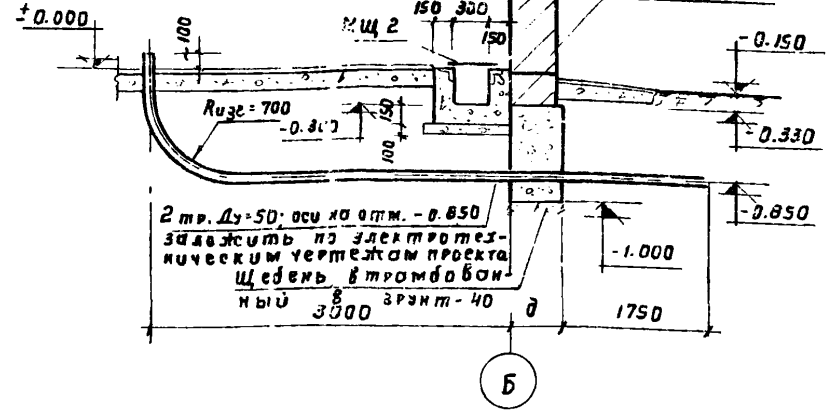 150 300
± 0.000
~100
МЩ 2
150
-0.150
Rизг=700
-0.300
150
-0.330
100
2 тр. Ду=50; оси на отм. -0.850
заложить по электротех-
ническим чертежам проекта
-0.850
Щебень втрамбован-
ный в грунт-40
-1.000
3000
д
1750
Б